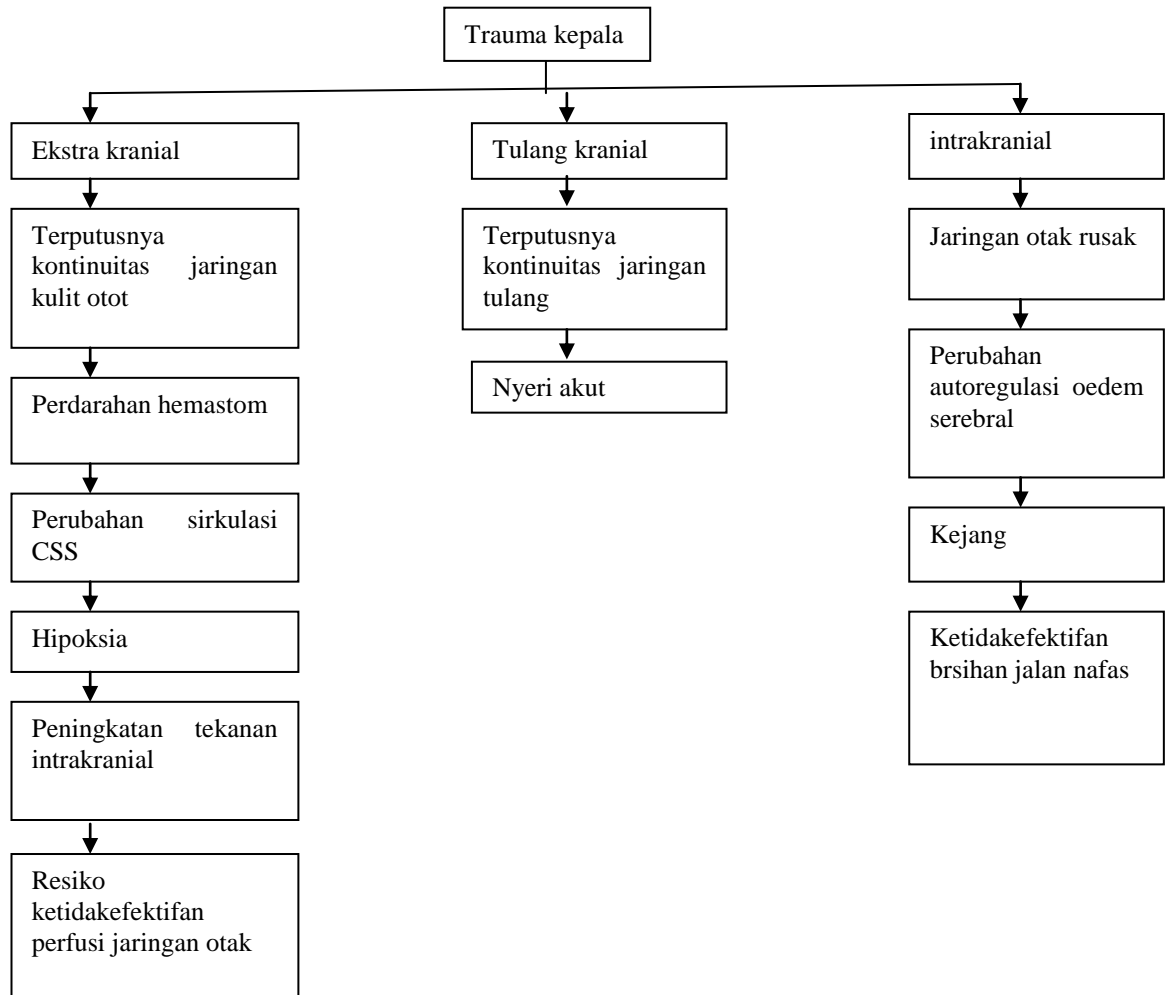 Trauma kepala
Ekstra kranial
Terputusnya
kontinuitas jaringan
kulit otot
Perdarahan hemastom
Perubahan sirkulasi
CSS
Hipoksia
Peningkatan tekanan
intrakranial
Resiko
ketidakefektifan
perfusi jaringan otak
Tulang kranial
Terputusnya
kontinuitas jaringan
tulang
Nyeri akut
intrakranial
Jaringan otak rusak
Perubahan
autoregulasi oedem
serebral
Kejang
Ketidakefektifan
brsihan jalan nafas